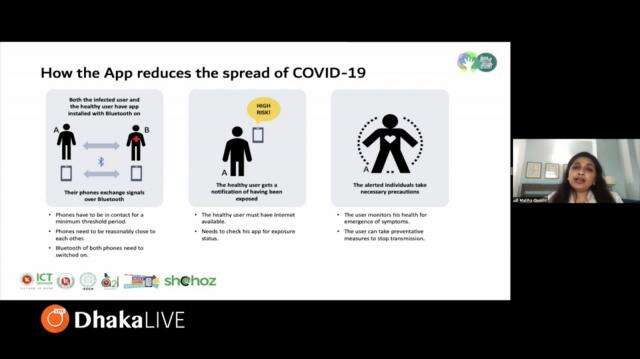 How the App reduces the spread of COVID-19
Both the infected user and
the healthy user have app
installed with Bluetooth on
A
B
Their phones exchange signals
over Bluetooth
• Phones have to be in contact for a
minimum threshold period.
• Phones need to be reasonably close to
each other.
• Bluetooth of both phones need to
switched on.
HIGH
RISK!
A
The healthy user gets a
notification of having been
exposed
• The healthy user must have internet
available.
• Needs to check his app for exposure
status.
A
The alerted individuals take
necessary precautions
• The user monitors his health for
emergence of symptoms.
• The user can take preventative
measures to stop transmission.
ICT
a2i
shohoz
DhakaLIVE